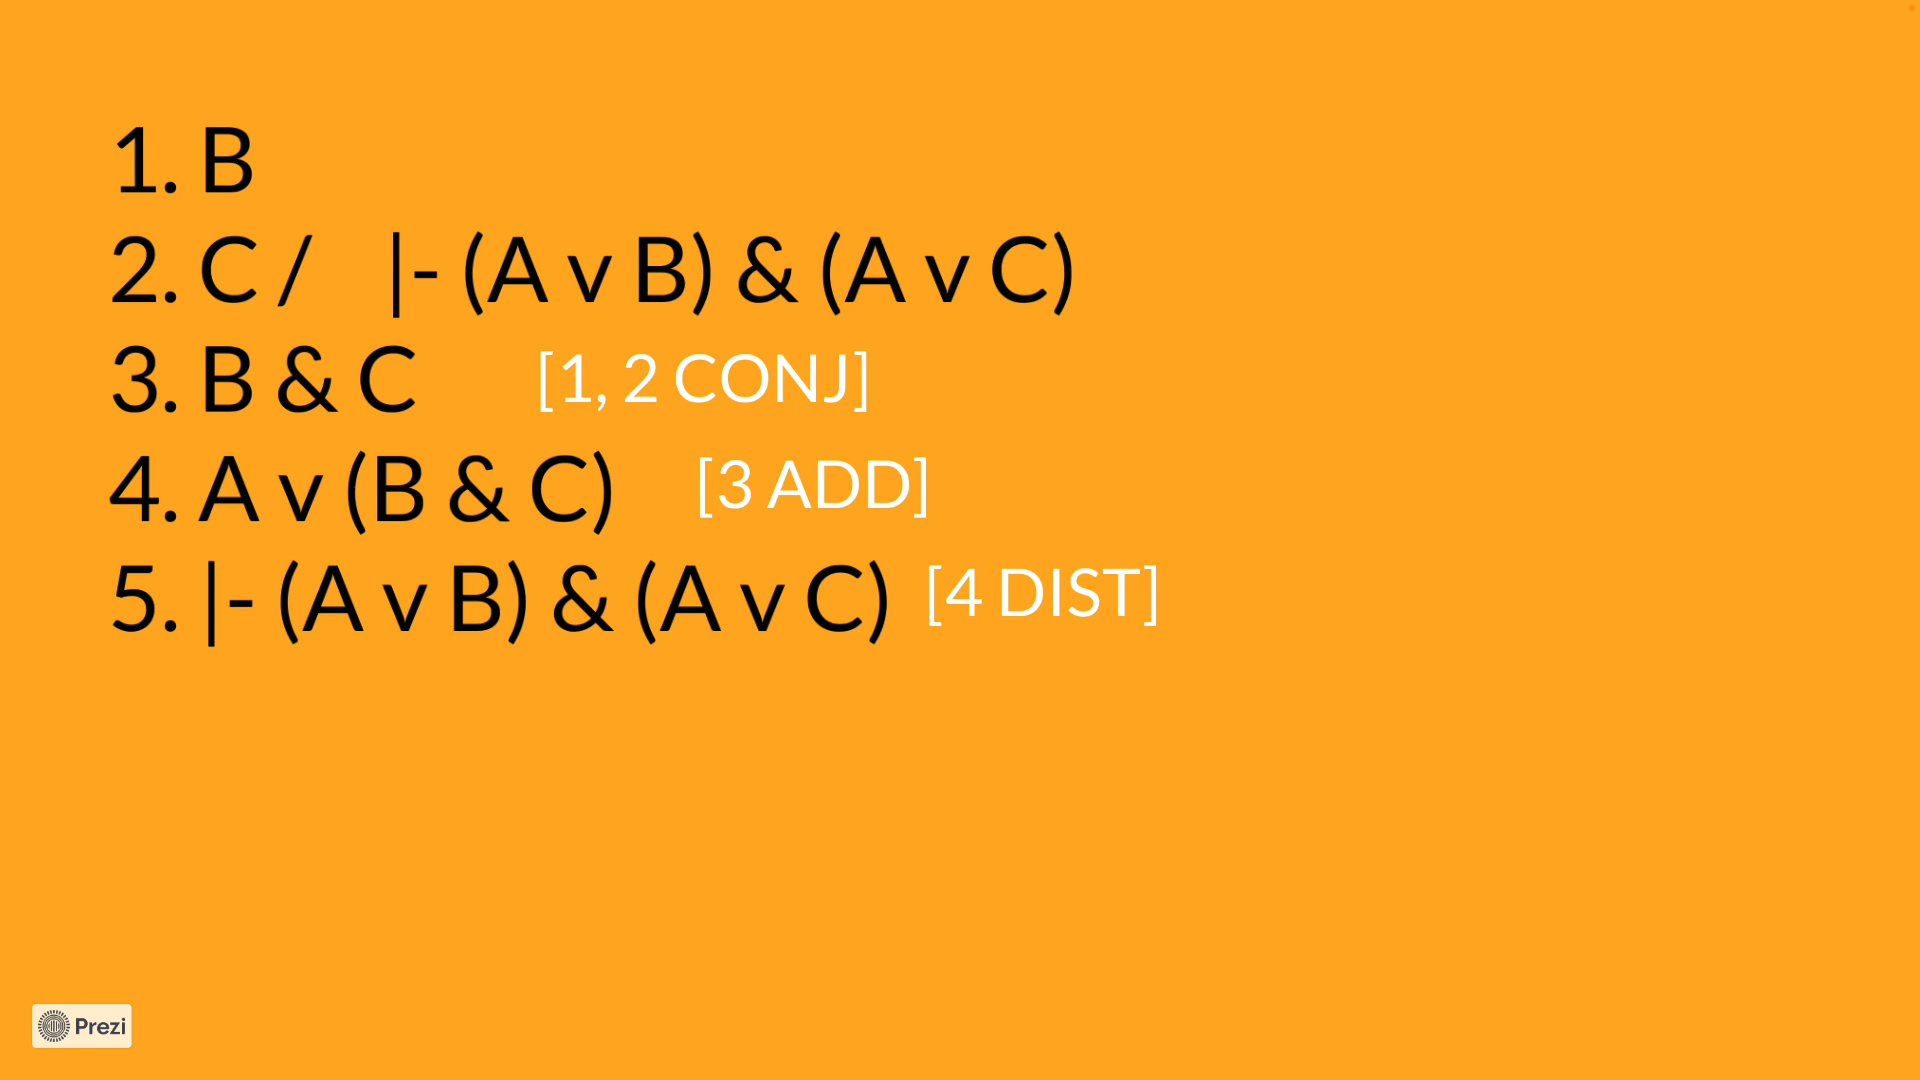 1. B
2. C / |- (A v B) & (A v C)
3. B & C [1, 2 CONJ]
4. A v (B & C) [3 ADD]
5. |- (A v B) & (A v C) [4 DIST]
Prezi